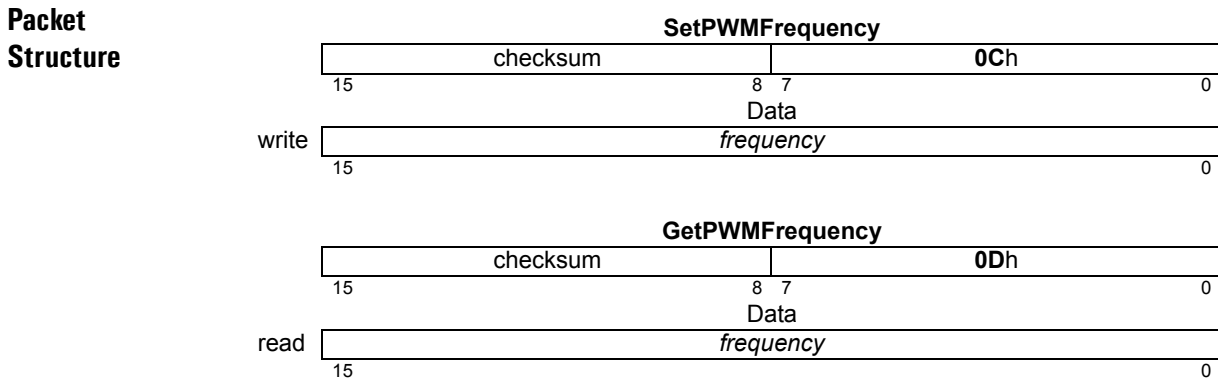 Packet
Structure
SetPWMFrequency
checksum 0Ch
15 8 7 0
Data
write frequency
15 0
GetPWMFrequency
checksum 0Dh
15 8 7 0
Data
read frequency
15 0